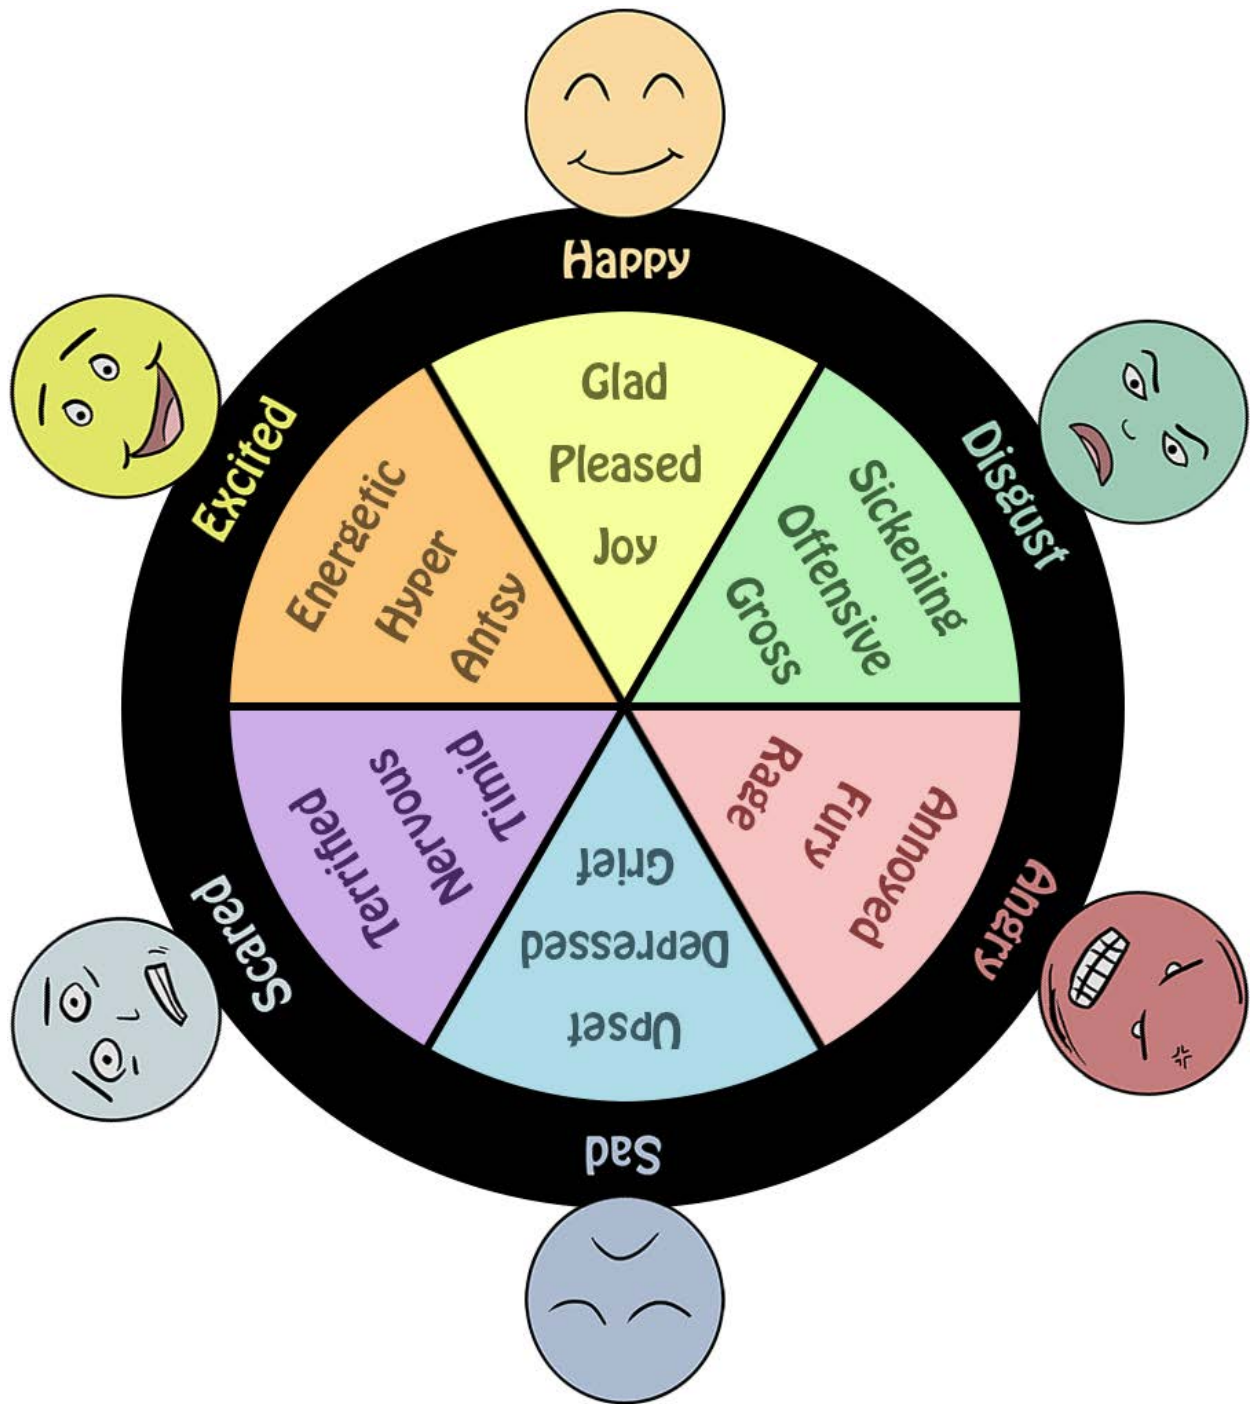 Happy
Glad
Pleased
Joy
Disgust
Sickening
Offensive
Gross
Angry
Annoyed
Fury
Rage
Sad
Upset
Depressed
Grief
Scared
Terrified
Nervous
Timid
Excited
Energetic
Hyper
Antsy